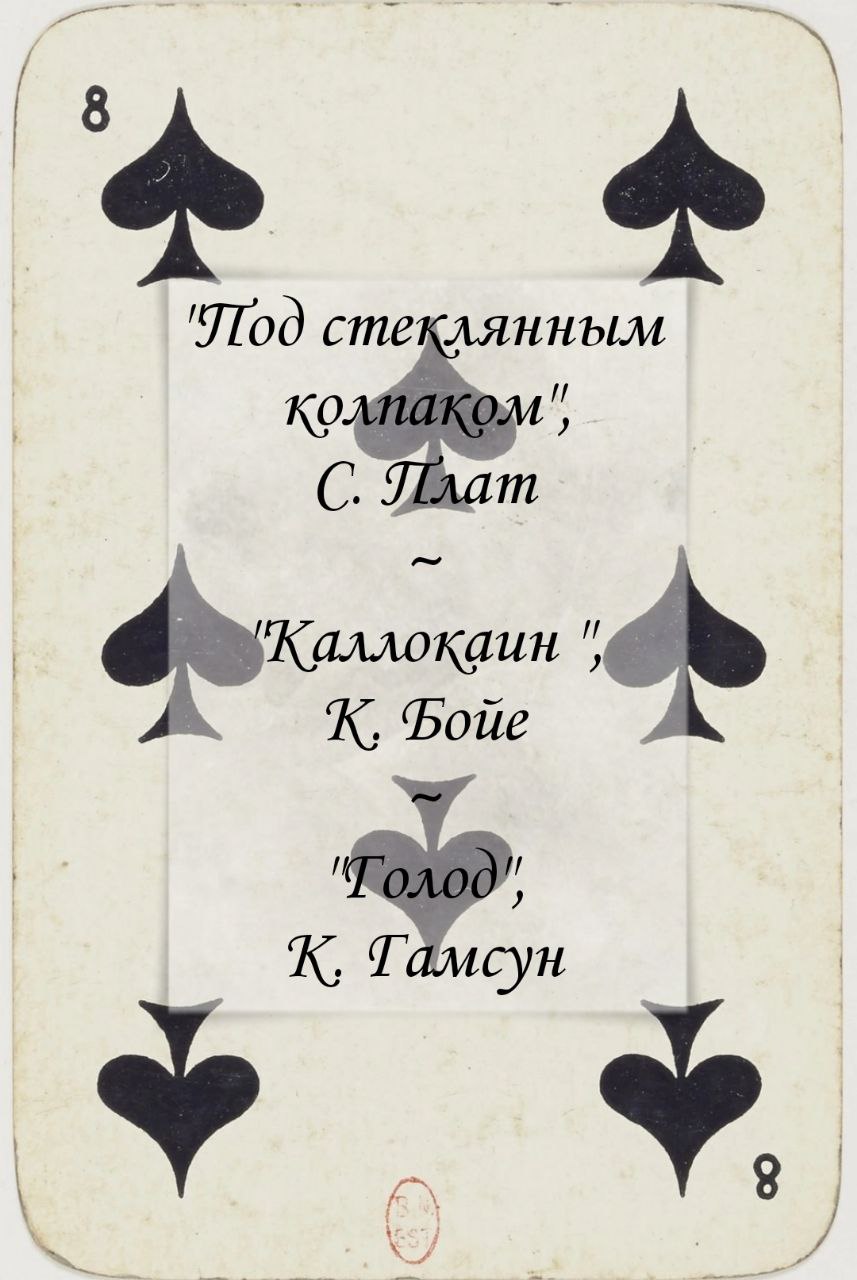 8
"Под стеклянным
колпаком",
С. Плат
~
"Каллокаин ",
К. Бойе
~
"Голод",
К. Гамсун
8